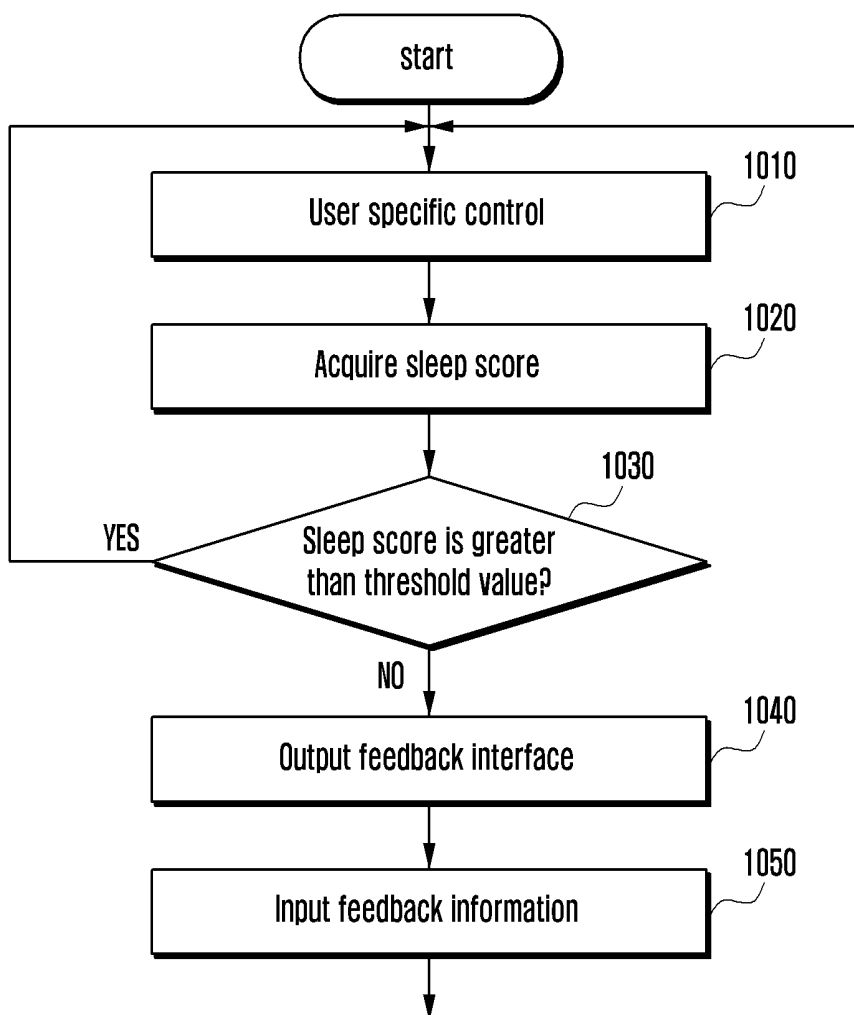 start
1010
User specific control
1020
Acquire sleep score
1030
YES
Sleep score is greater
than threshold value?
NO
1040
Output feedback interface
1050
Input feedback information